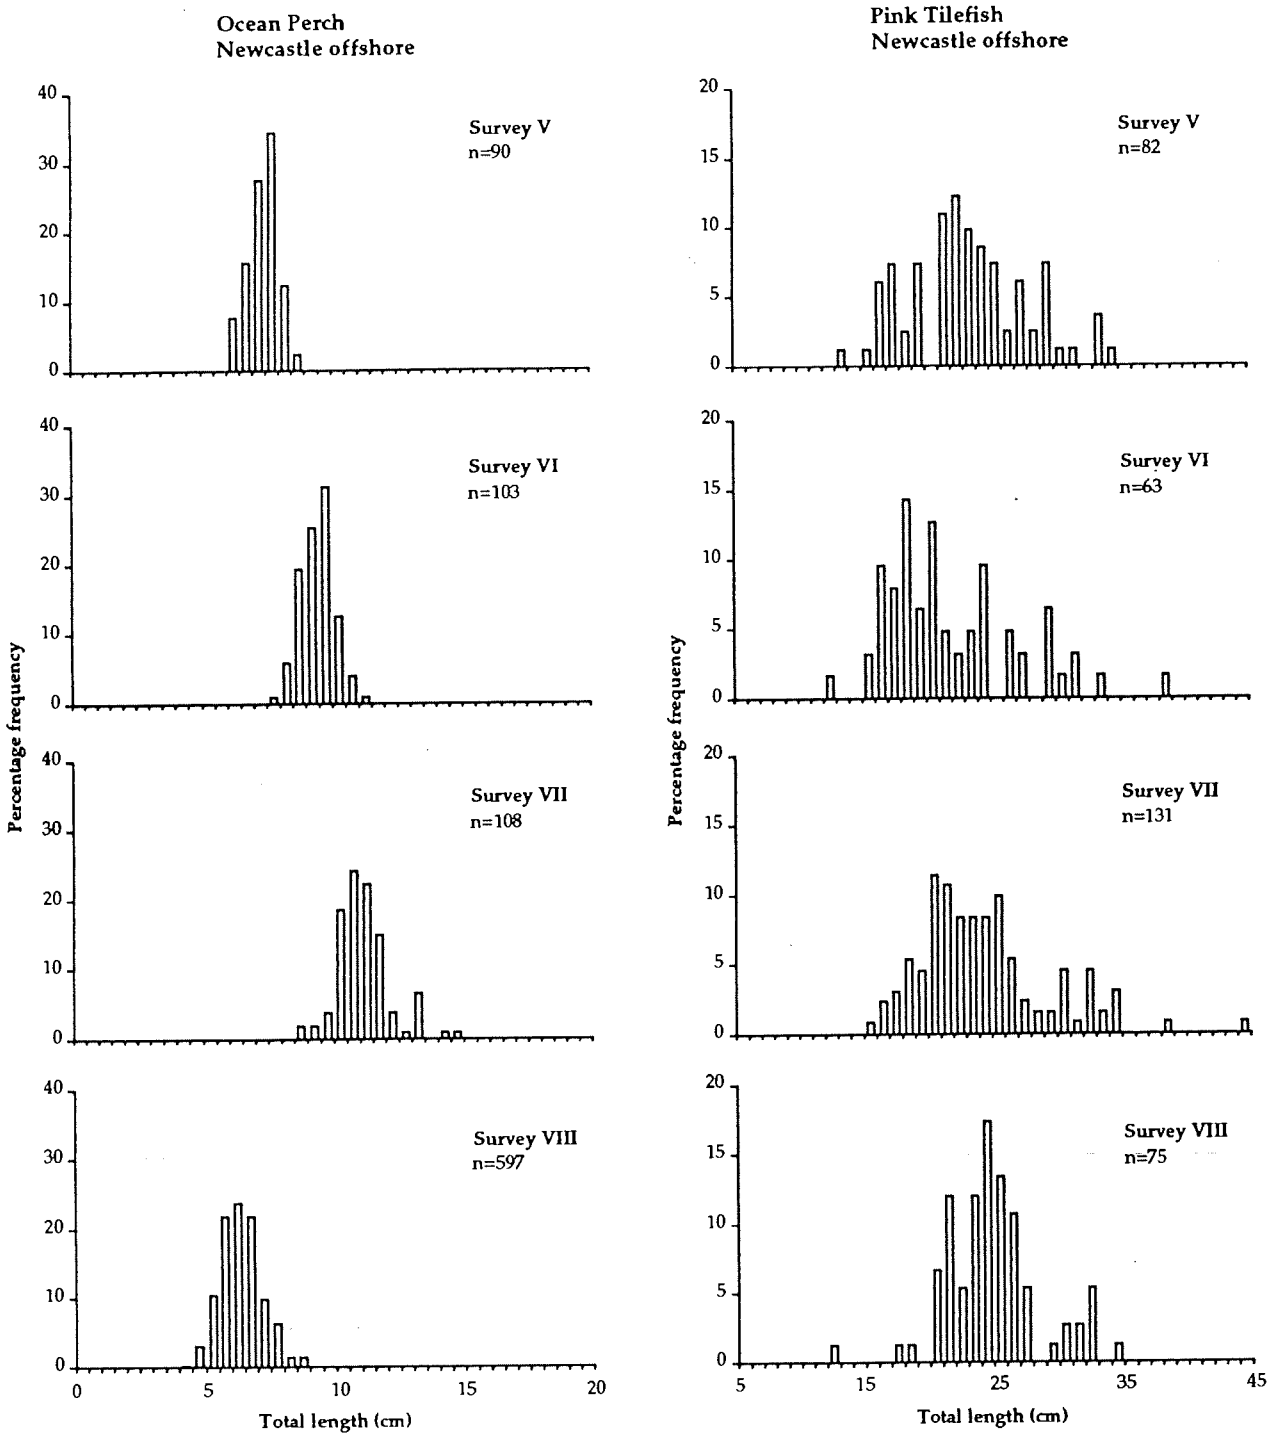 Ocean Perch
Newcastle offshore
40
30
20
10
0
Survey V
n=90
40
30
20
10
0
Survey VI
n=103
40
30
20
10
0
Survey VII
n=108
40
30
20
10
0
Survey VIII
n=597
0 5 10 15 20
Total length (cm)
Percentage frequency
Pink Tilefish
Newcastle offshore
20
15
10
5
0
Survey V
n=82
20
15
10
5
0
Survey VI
n=63
20
15
10
5
0
Survey VII
n=131
20
15
10
5
0
Survey VIII
n=75
5 15 25 35 45
Total length (cm)
Percentage frequency